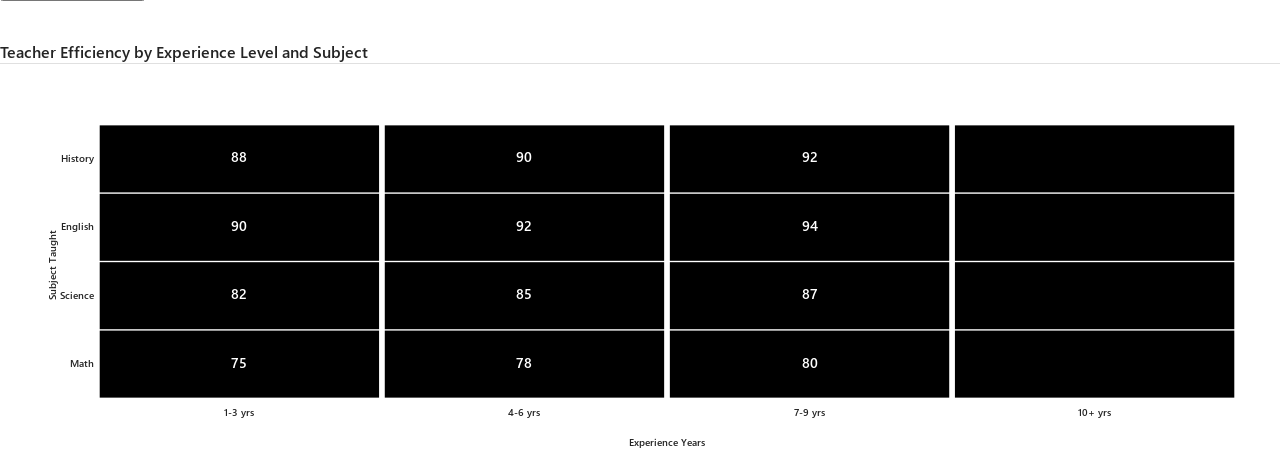 Teacher Efficiency by Experience Level and Subject
Subject Taught
History 88 90 92
English 90 92 94
Science 82 85 87
Math 75 78 80
1-3 yrs 4-6 yrs 7-9 yrs 10+ yrs
Experience Years